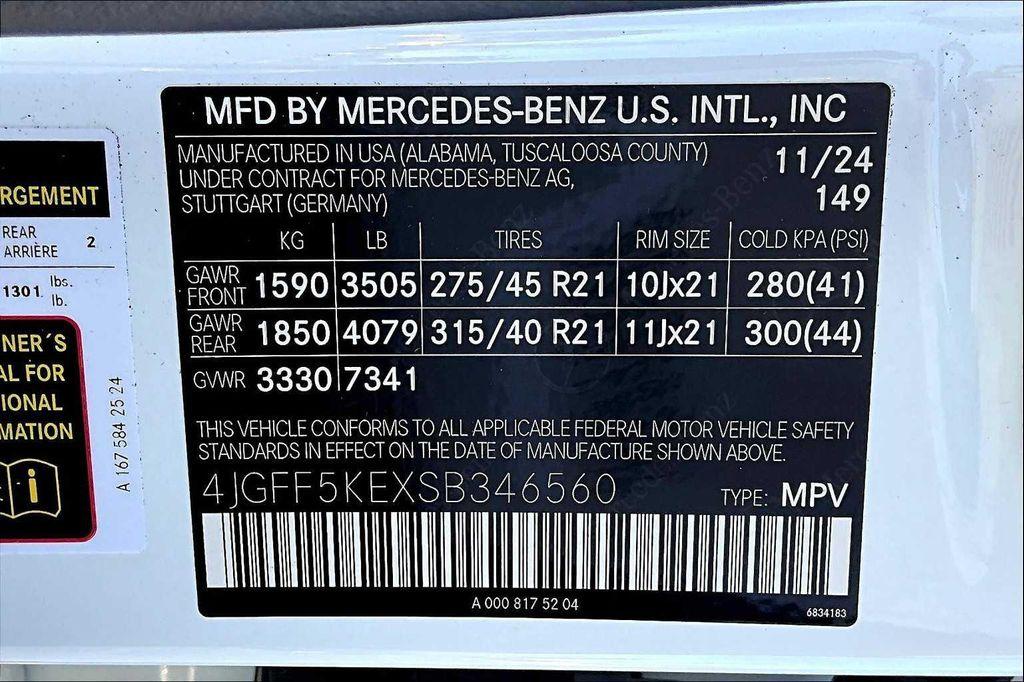 RGEMENT
REAR
ARRIÈRE 2
1301 lbs.
lb.
NER´S
AL FOR
IONAL
MATION
i
A 167 584 25 24
MFD BY MERCEDES-BENZ U.S. INTL., INC
MANUFACTURED IN USA (ALABAMA, TUSCALOOSA COUNTY) 11/24
UNDER CONTRACT FOR MERCEDES-BENZ AG,
STUTTGART (GERMANY) 149
KG LB TIRES RIM SIZE COLD KPA (PSI)
GAWR FRONT 1590 3505 275/45 R21 10Jx21 280(41)
GAWR REAR 1850 4079 315/40 R21 11Jx21 300(44)
GVWR 3330 7341
THIS VEHICLE CONFORMS TO ALL APPLICABLE FEDERAL MOTOR VEHICLE SAFETY
STANDARDS IN EFFECT ON THE DATE OF MANUFACTURE SHOWN ABOVE.
4JGFF5KEXSB346560 TYPE: MPV
A 000 817 52 04
6834183